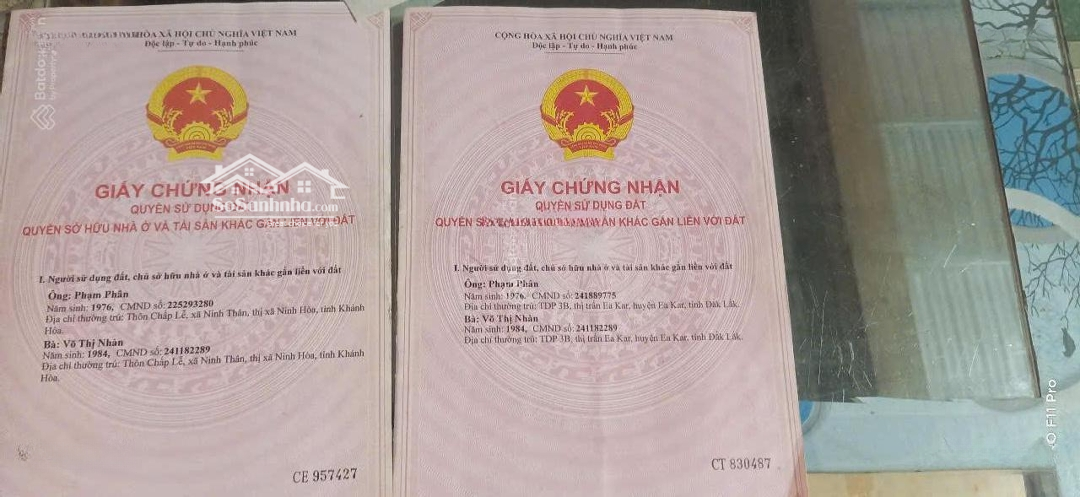 HÒA XÃ HỘI CHỦ NGHĨA VIỆT NAM
Độc lập - Tự do - Hạnh phúc
GIẤY CHỨNG NHẬN
QUYỀN SỬ DỤNG ĐẤT
QUYỀN SỞ HỮU NHÀ Ở VÀ TÀI SẢN KHÁC GẮN LIỀN VỚI ĐẤT
SoSanhnha.com
I. Người sử dụng đất, chủ sở hữu nhà ở và tài sản khác gắn liền với đất
Ông: Phạm Phân
Năm sinh: 1976, CMND số: 225293280
Địa chỉ thường trú: Thôn Chấp Lễ, xã Ninh Thân, thị xã Ninh Hòa, tỉnh Khánh
Hòa.
Bà: Võ Thị Nhàn
Năm sinh: 1984, CMND số: 241182289
Địa chỉ thường trú: Thôn Chấp Lễ, xã Ninh Thân, thị xã Ninh Hòa, tỉnh Khánh
Hòa.
CE 957427
CỘNG HÒA XÃ HỘI CHỦ NGHĨA VIỆT NAM
Độc lập - Tự do - Hạnh phúc
GIẤY CHỨNG NHẬN
QUYỀN SỬ DỤNG ĐẤT
QUYỀN KHÁC GẮN LIỀN VỚI ĐẤT
I. Người sử dụng đất, chủ sở hữu nhà ở và tài sản khác gắn liền với đất
Ông: Phạm Phân
Năm sinh: 1976, CMND số: 241889775
Địa chỉ thường trú: TDP 3B, thị trấn Ea Kar, huyện Ea Kar, tỉnh Đắk Lắk.
Bà: Võ Thị Nhàn
Năm sinh: 1984, CMND số: 241182289
Địa chỉ thường trú: TDP 3B, thị trấn Ea Kar, huyện Ea Kar, tỉnh Đắk Lắk.
CT 830487
F11 Pro